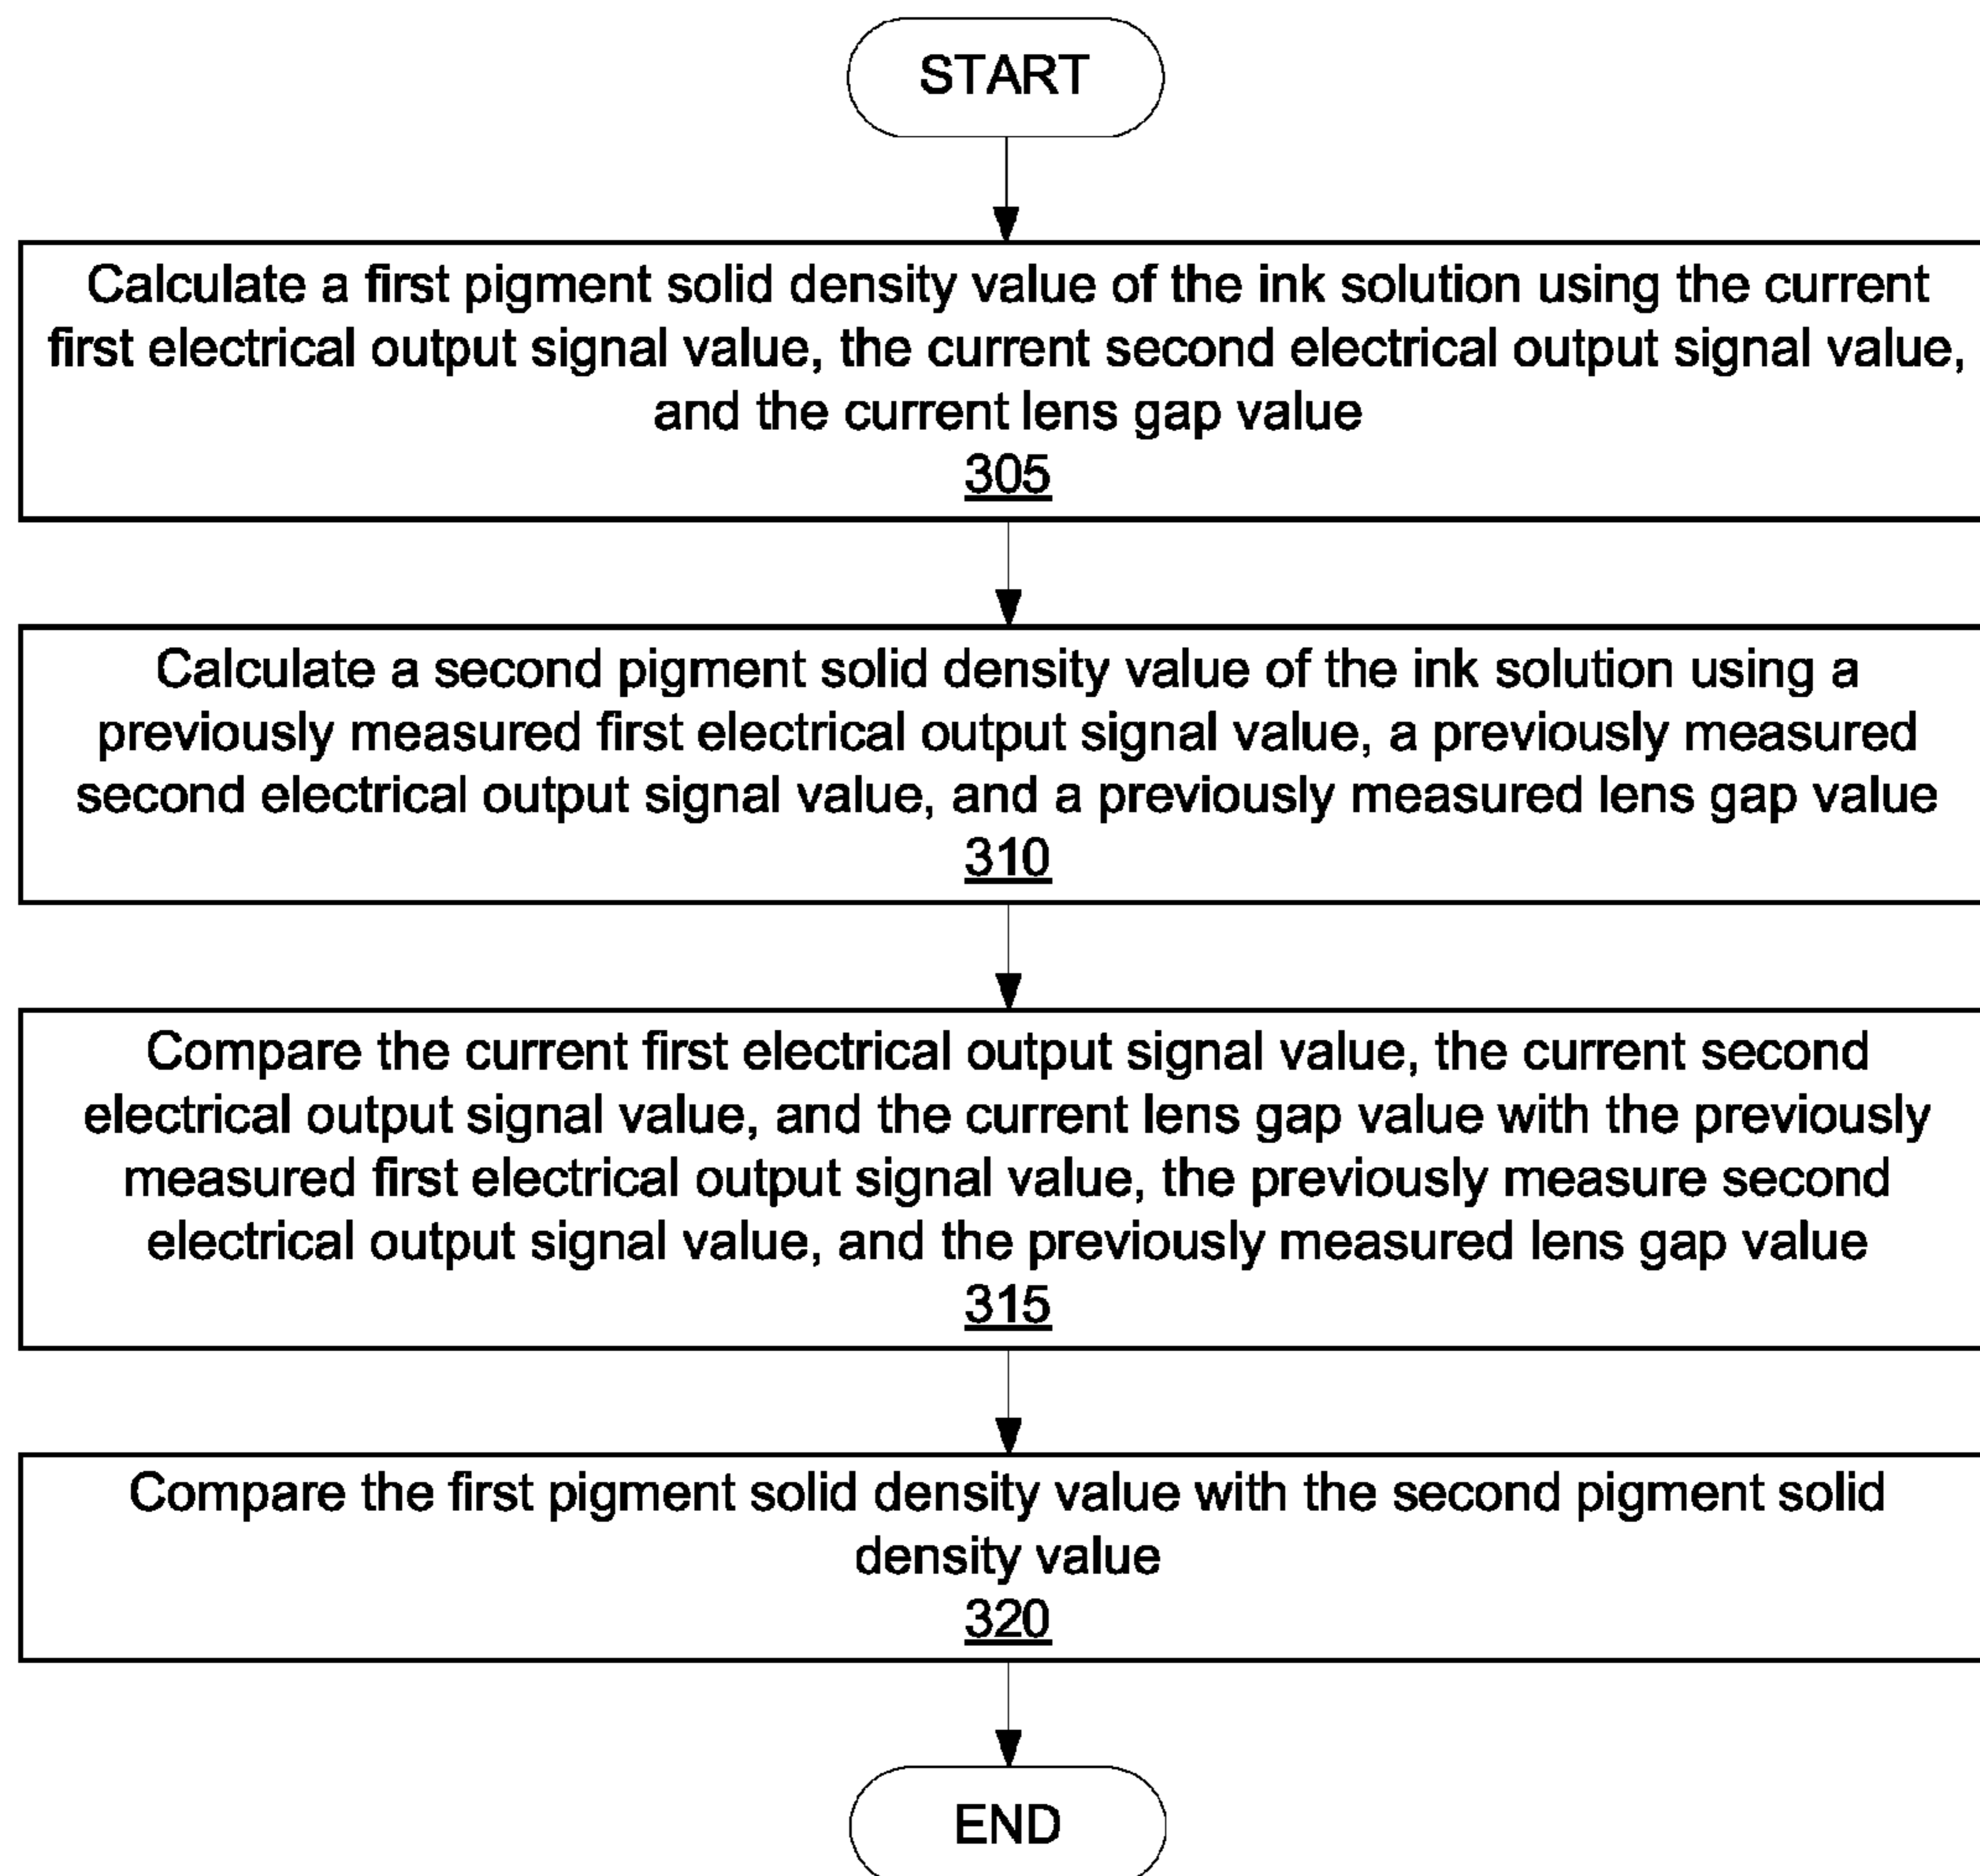 START
Calculate a first pigment solid density value of the ink solution using the current
first electrical output signal value, the current second electrical output signal value,
and the current lens gap value
305
Calculate a second pigment solid density value of the ink solution using a
previously measured first electrical output signal value, a previously measured
second electrical output signal value, and a previously measured lens gap value
310
Compare the current first electrical output signal value, the current second
electrical output signal value, and the current lens gap value with the previously
measured first electrical output signal value, the previously measure second
electrical output signal value, and the previously measured lens gap value
315
Compare the first pigment solid density value with the second pigment solid
density value
320
END